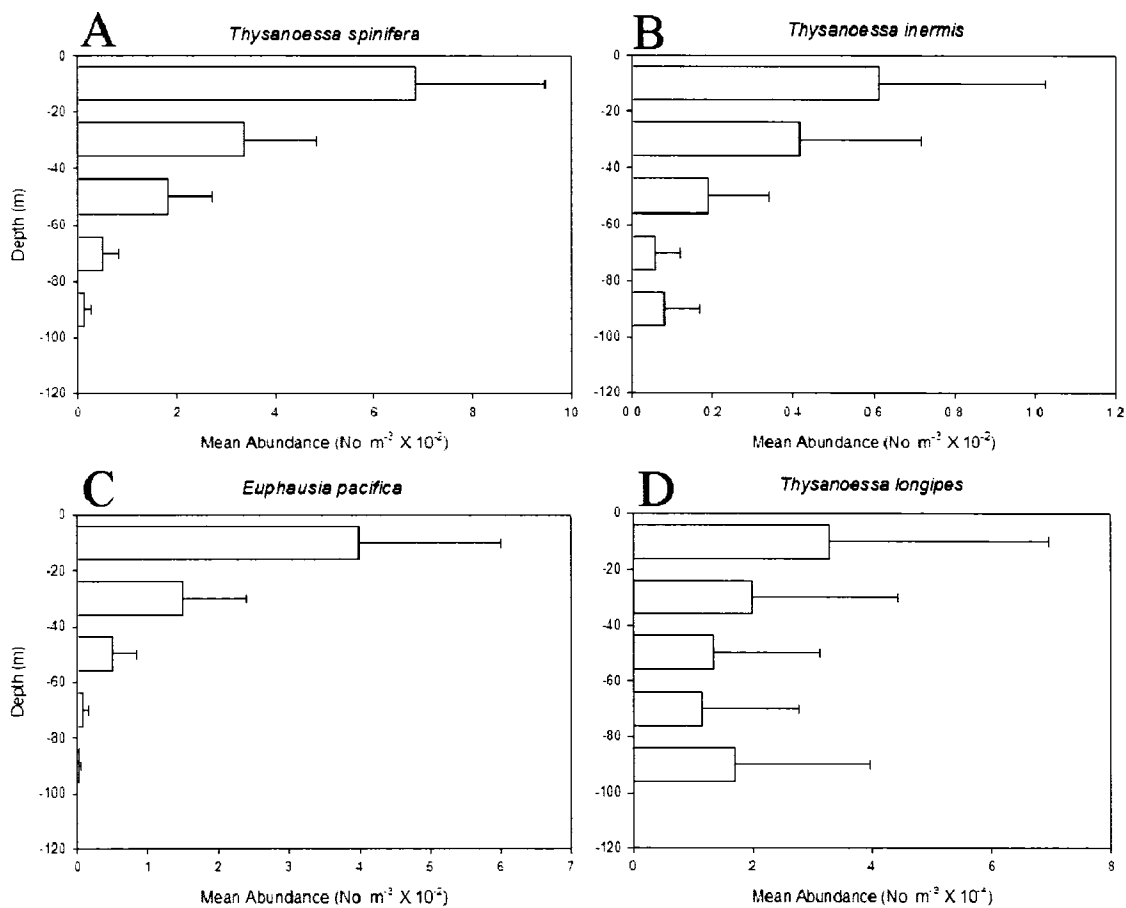 A
Thysanoessa spinifera
0
-20
-40
-60
-80
-100
-120
Depth (m)
0 2 4 6 8 10
Mean Abundance (No m⁻³ X 10⁻²)
B
Thysanoessa inermis
0
-20
-40
-60
-80
-100
-120
0.0 0.2 0.4 0.6 0.8 1.0 1.2
Mean Abundance (No m⁻³ X 10⁻²)
C
Euphausia pacifica
0
-20
-40
-60
-80
-100
-120
Depth (m)
0 1 2 3 4 5 6 7
Mean Abundance (No m⁻³ X 10⁻²)
D
Thysanoessa longipes
0
-20
-40
-60
-80
-100
-120
0 2 4 6 8
Mean Abundance (No m⁻³ X 10⁻⁴)